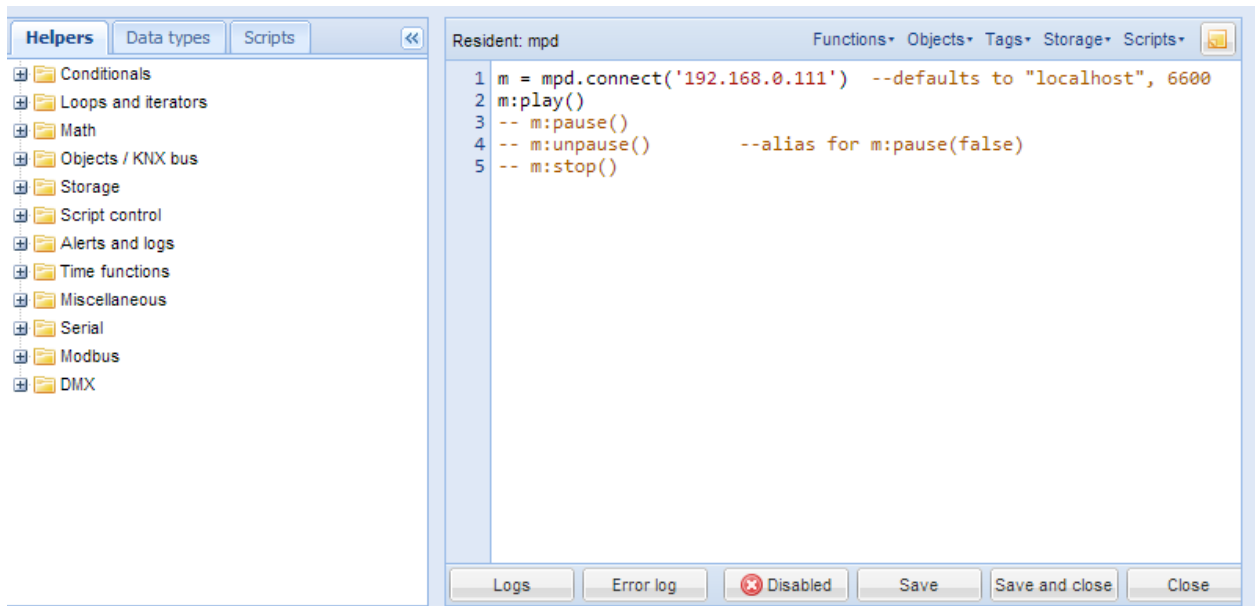 Helpers Data types Scripts
Conditionals
Loops and iterators
Math
Objects / KNX bus
Storage
Script control
Alerts and logs
Time functions
Miscellaneous
Serial
Modbus
DMX
Resident: mpd Functions Objects Tags Storage Scripts
1 m = mpd.connect('192.168.0.111')  --defaults to "localhost", 6600
2 m:play()
3 -- m:pause()
4 -- m:unpause()        --alias for m:pause(false)
5 -- m:stop()
Logs Error log Disabled Save Save and close Close